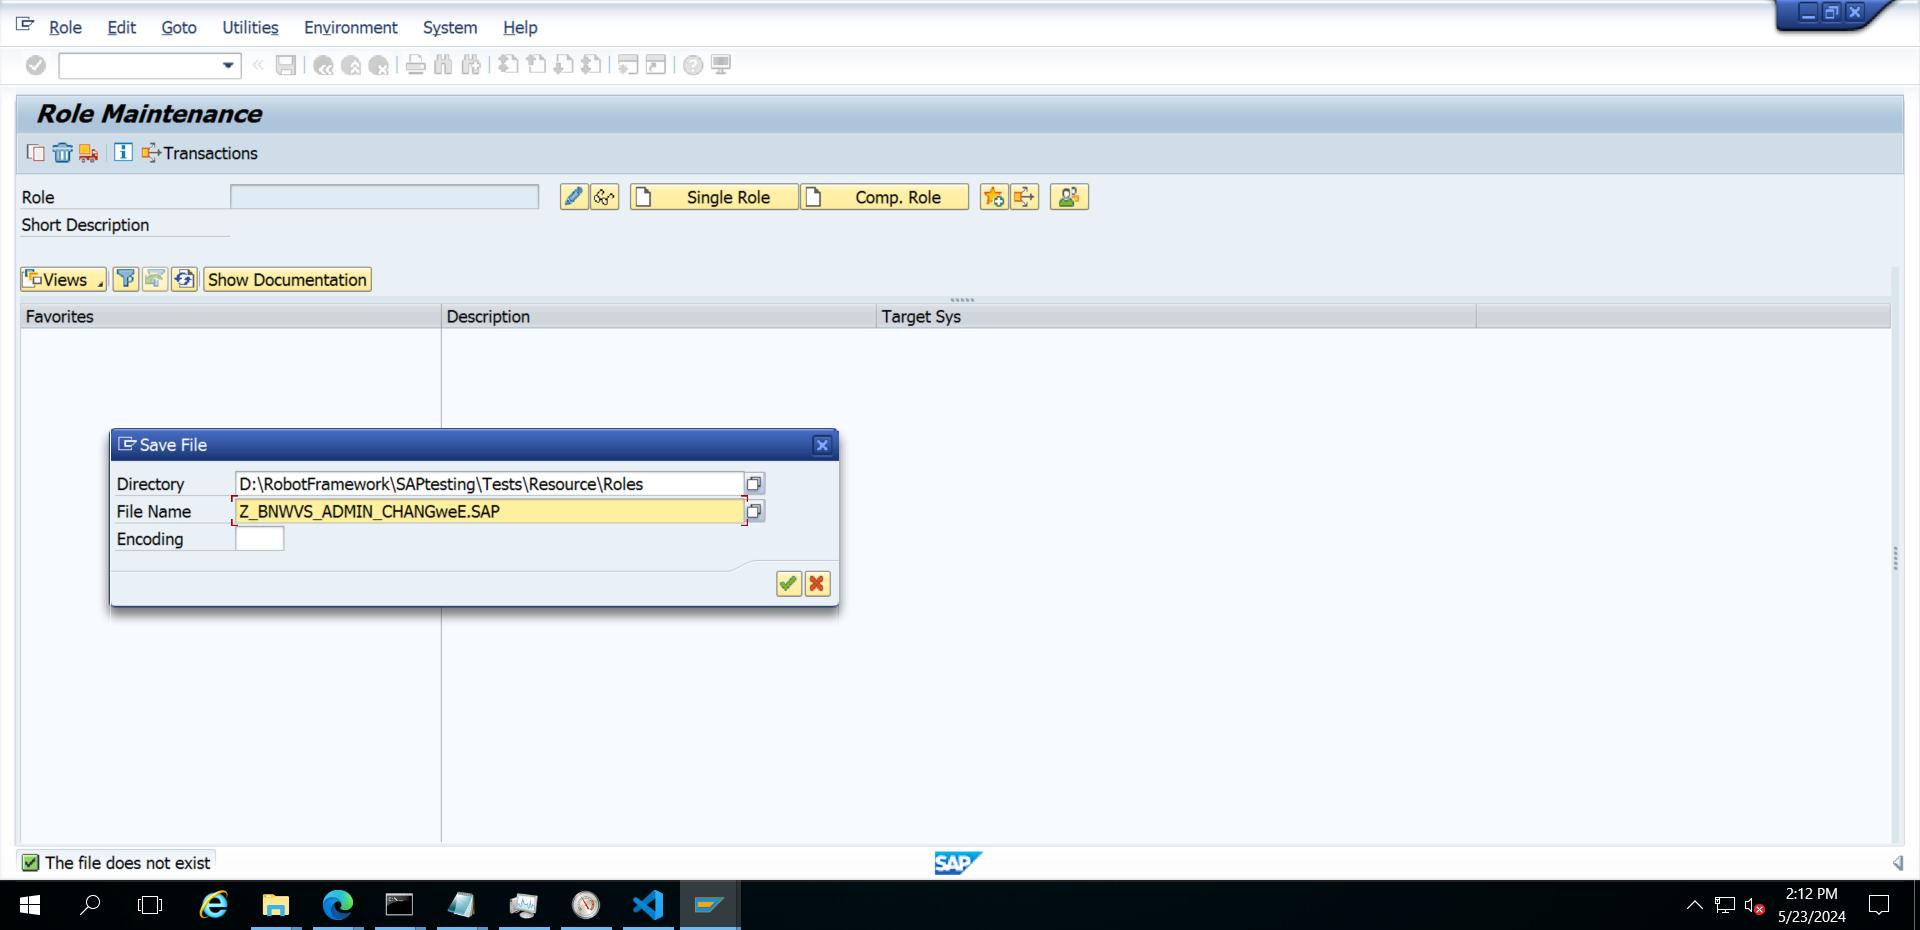 Role Edit Goto Utilities Environment System Help
Role Maintenance
Transactions
Role Single Role Comp. Role
Short Description
Views Show Documentation
Favorites Description Target Sys
Save File
Directory D:\RobotFramework\SAPtesting\Tests\Resource\Roles
File Name Z_BNWVS_ADMIN_CHANGweE.SAP
Encoding
The file does not exist SAP
2:12 PM
5/23/2024